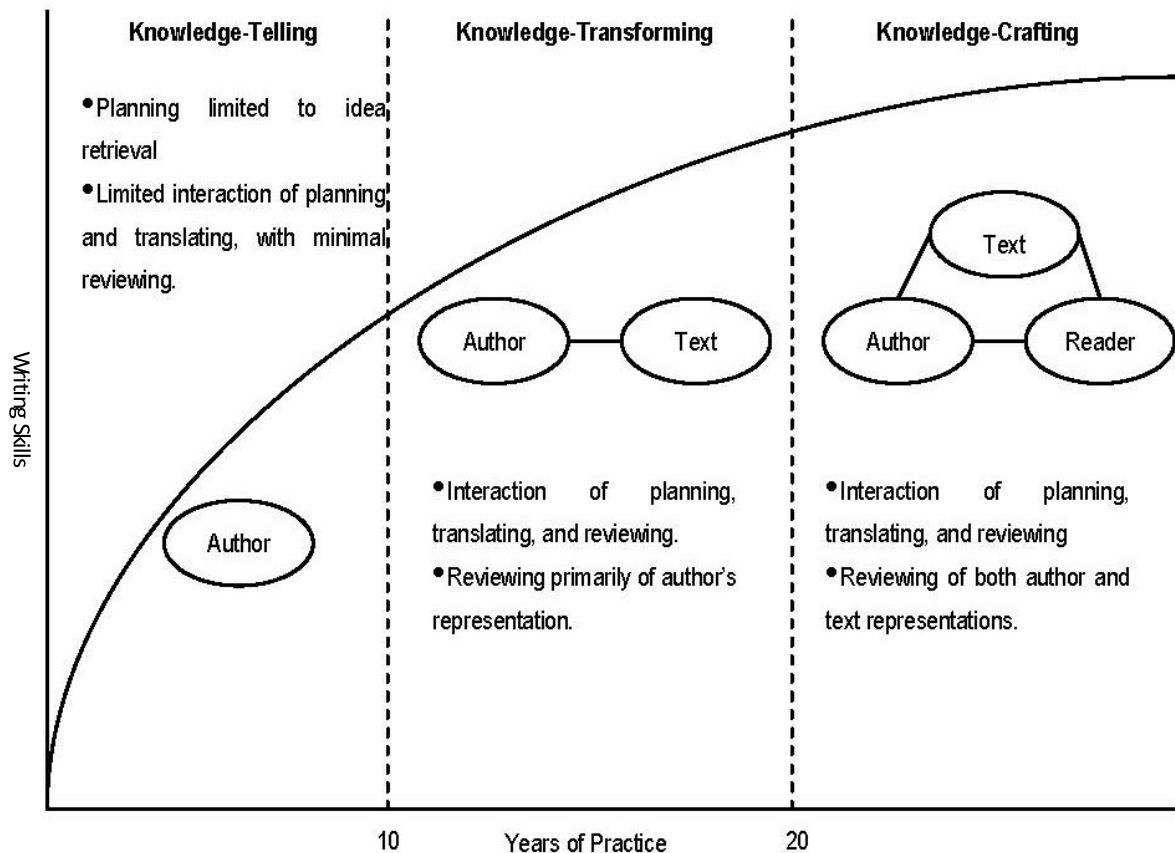 Knowledge-Telling
•Planning limited to idea
retrieval
•Limited interaction of planning
and translating, with minimal
reviewing.
Author
Knowledge-Transforming
Author
Text
•Interaction of planning,
translating, and reviewing.
•Reviewing primarily of author's
representation.
Knowledge-Crafting
Text
Author
Reader
•Interaction of planning,
translating, and reviewing
•Reviewing of both author and
text representations.
Writing Skills
10
Years of Practice
20